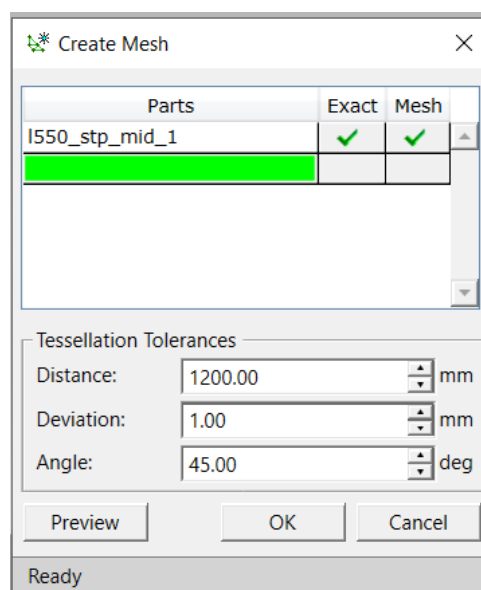 Create Mesh
Parts Exact Mesh
l550_stp_mid_1
Tessellation Tolerances
Distance: 1200.00 mm
Deviation: 1.00 mm
Angle: 45.00 deg
Preview OK Cancel
Ready